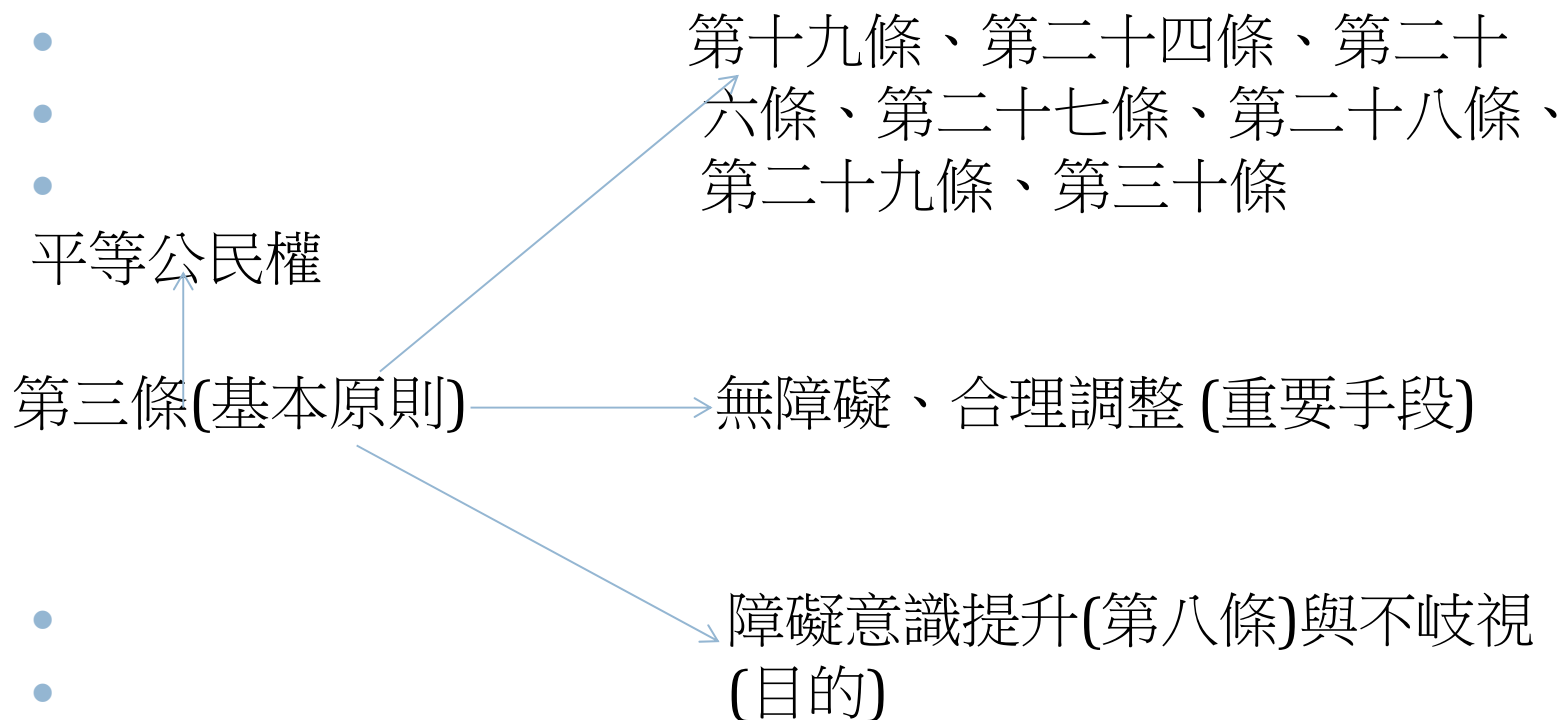 第十九條、第二十四條、第二十
六條、第二十七條、第二十八條、
第二十九條、第三十條
平等公民權
第三條(基本原則)
無障礙、合理調整 (重要手段)
障礙意識提升(第八條)與不岐視
(目的)